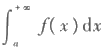 ∫_a^{+∞} f(x)dx